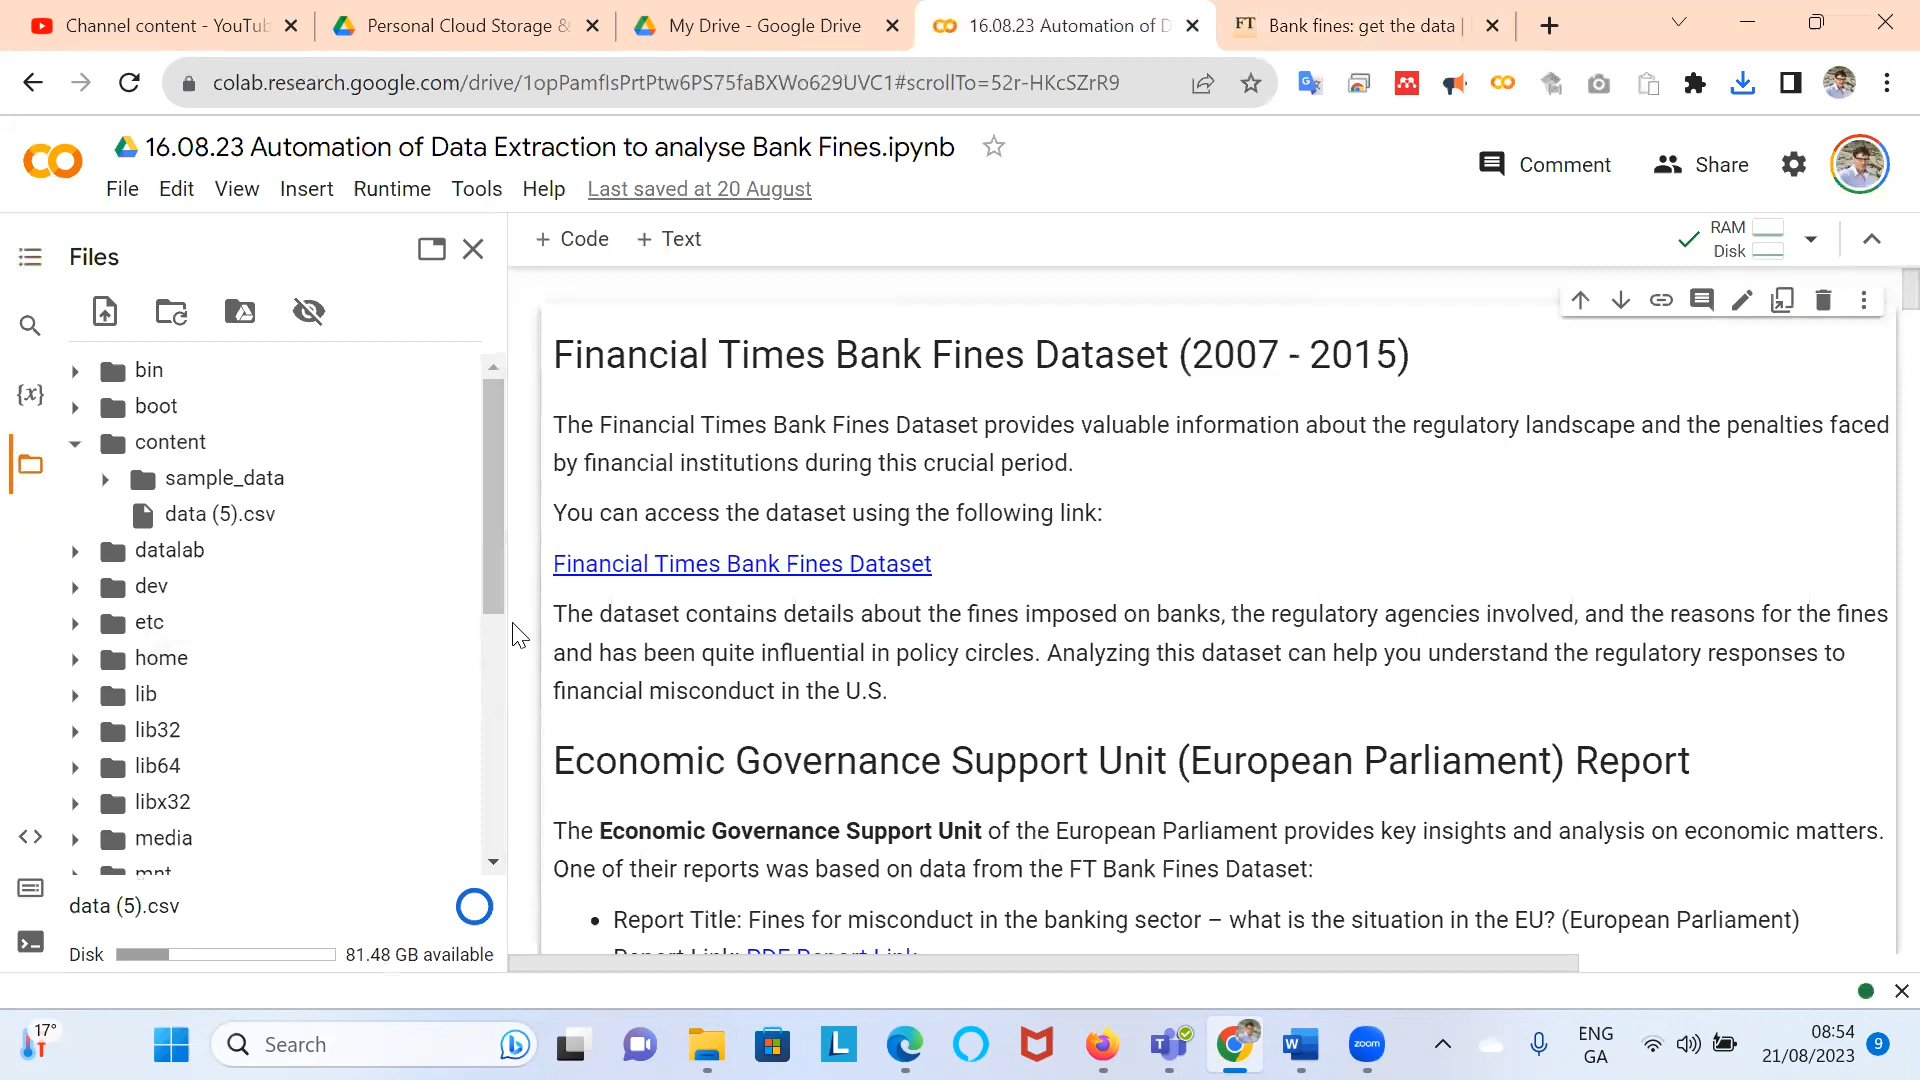 Channel content - YouTu
Personal Cloud Storage &
My Drive - Google Drive
16.08.23 Automation of D
FT Bank fines: get the data |
colab.research.google.com/drive/1opPamfIsPrtPtw6PS75faBXWo629UVC1#scrollTo=52r-HKcSZrR9
16.08.23 Automation of Data Extraction to analyse Bank Fines.ipynb
File Edit View Insert Runtime Tools Help Last saved at 20 August
Comment Share
Files
+ Code + Text
RAM
Disk
bin
boot
content
sample_data
data (5).csv
datalab
dev
etc
home
lib
lib32
lib64
libx32
media
mnt
data (5).csv
Disk 81.48 GB available
Financial Times Bank Fines Dataset (2007 - 2015)
The Financial Times Bank Fines Dataset provides valuable information about the regulatory landscape and the penalties faced
by financial institutions during this crucial period.
You can access the dataset using the following link:
Financial Times Bank Fines Dataset
The dataset contains details about the fines imposed on banks, the regulatory agencies involved, and the reasons for the fines
and has been quite influential in policy circles. Analyzing this dataset can help you understand the regulatory responses to
financial misconduct in the U.S.
Economic Governance Support Unit (European Parliament) Report
The Economic Governance Support Unit of the European Parliament provides key insights and analysis on economic matters.
One of their reports was based on data from the FT Bank Fines Dataset:
• Report Title: Fines for misconduct in the banking sector – what is the situation in the EU? (European Parliament)
Report Link: PDF Report Link
17°
Search
L
T
W
zoom
ENG
GA
08:54
21/08/2023
9